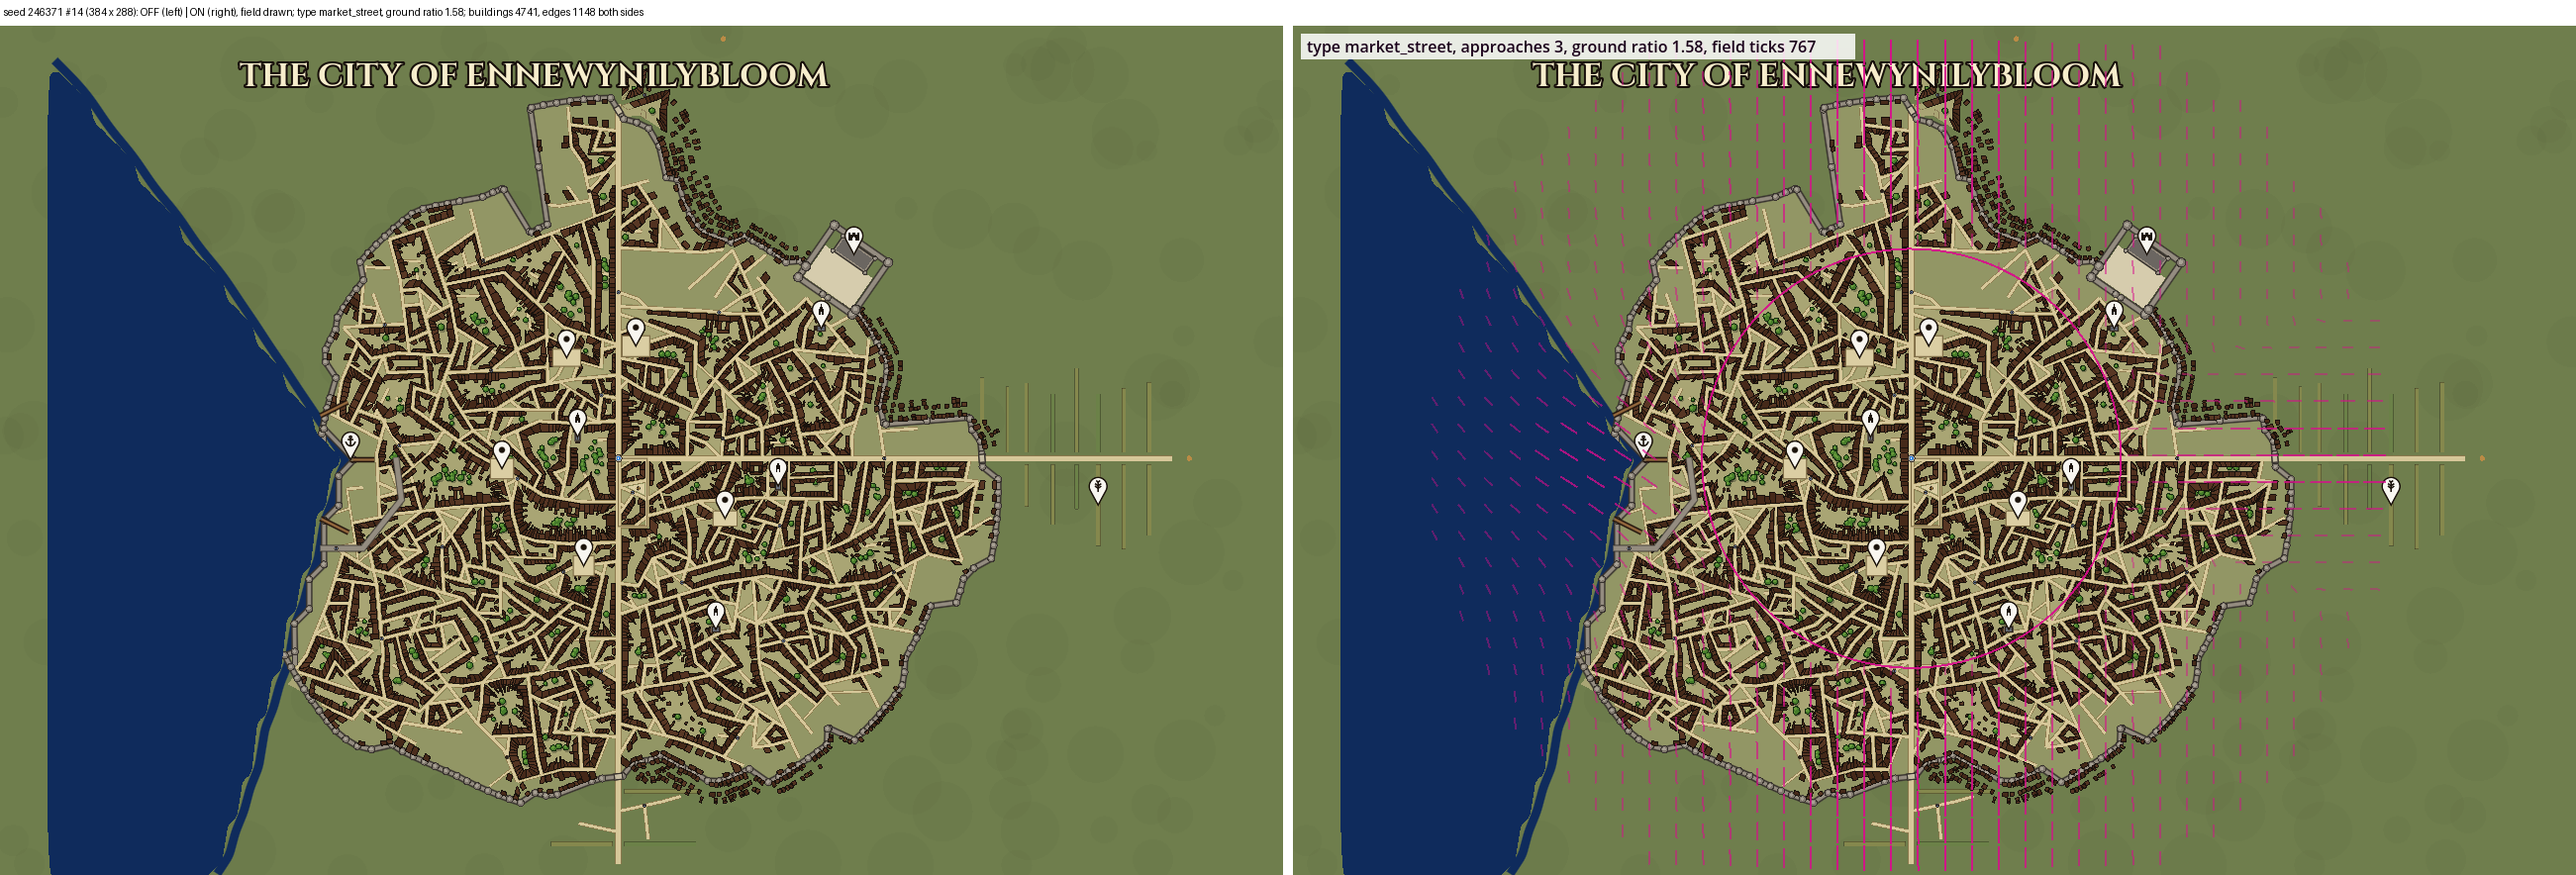 seed 246371 #14 (384 x 288): OFF (left) | ON (right), field drawn; type market_street, ground ratio 1.58; buildings 4741, edges 1148 both sides
THE CITY OF ENNEWYNILYBLOOM
type market_street, approaches 3, ground ratio 1.58, field ticks 767
THE CITY OF ENNEWYNILYBLOOM